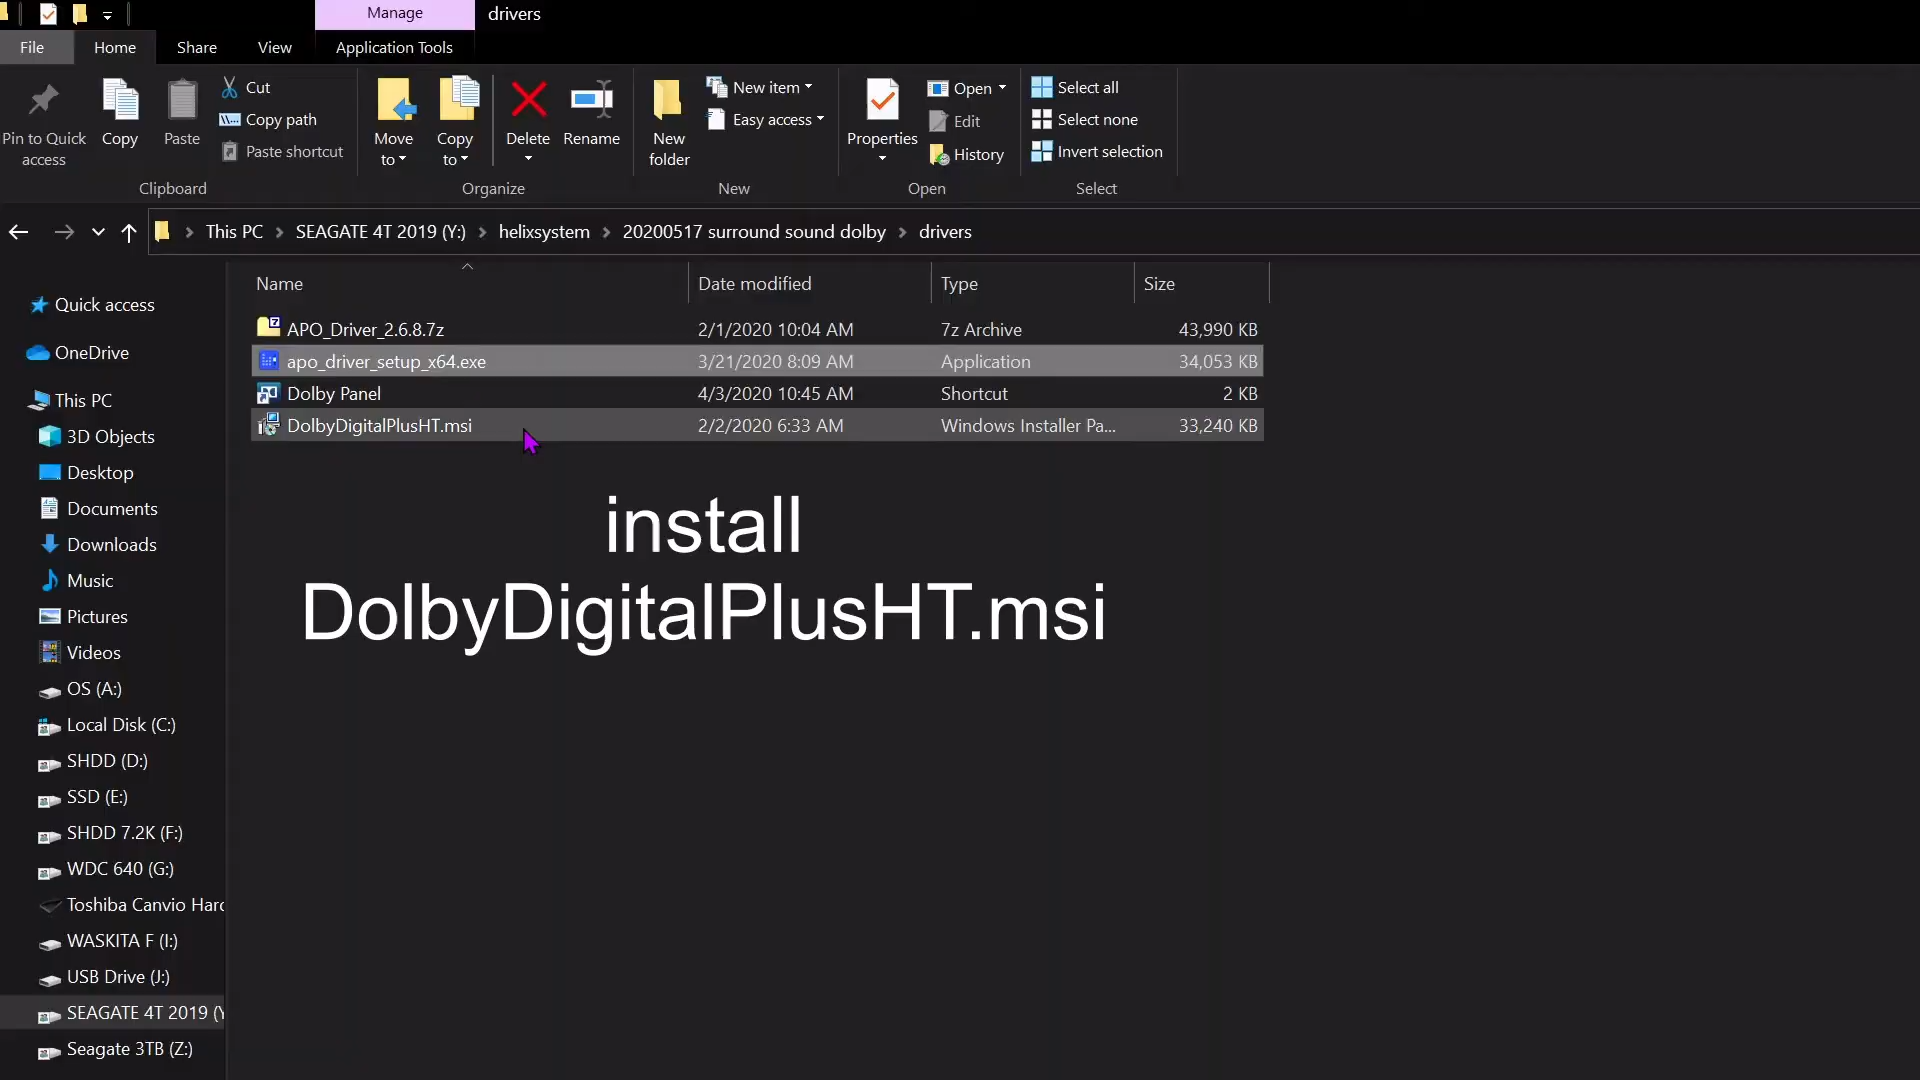 Manage
drivers
File
Home
Share
View
Application Tools
Pin to Quick
access
Copy
Paste
Cut
Copy path
Paste shortcut
Clipboard
Move
to
Copy
to
Delete
Rename
Organize
New
folder
New item
Easy access
New
Properties
Open
Edit
History
Open
Select all
Select none
Invert selection
Select
This PC
SEAGATE 4T 2019 (Y:)
helixsystem
20200517 surround sound dolby
drivers
Name
Date modified
Type
Size
APO_Driver_2.6.8.7z
2/1/2020 10:04 AM
7z Archive
43,990 KB
apo_driver_setup_x64.exe
3/21/2020 8:09 AM
Application
34,053 KB
Dolby Panel
4/3/2020 10:45 AM
Shortcut
2 KB
DolbyDigitalPlusHT.msi
2/2/2020 6:33 AM
Windows Installer Pa...
33,240 KB
install
DolbyDigitalPlusHT.msi
Quick access
OneDrive
This PC
3D Objects
Desktop
Documents
Downloads
Music
Pictures
Videos
OS (A:)
Local Disk (C:)
SHDD (D:)
SSD (E:)
SHDD 7.2K (F:)
WDC 640 (G:)
Toshiba Canvio Harc
WASKITA F (I:)
USB Drive (J:)
SEAGATE 4T 2019 (Y
Seagate 3TB (Z:)